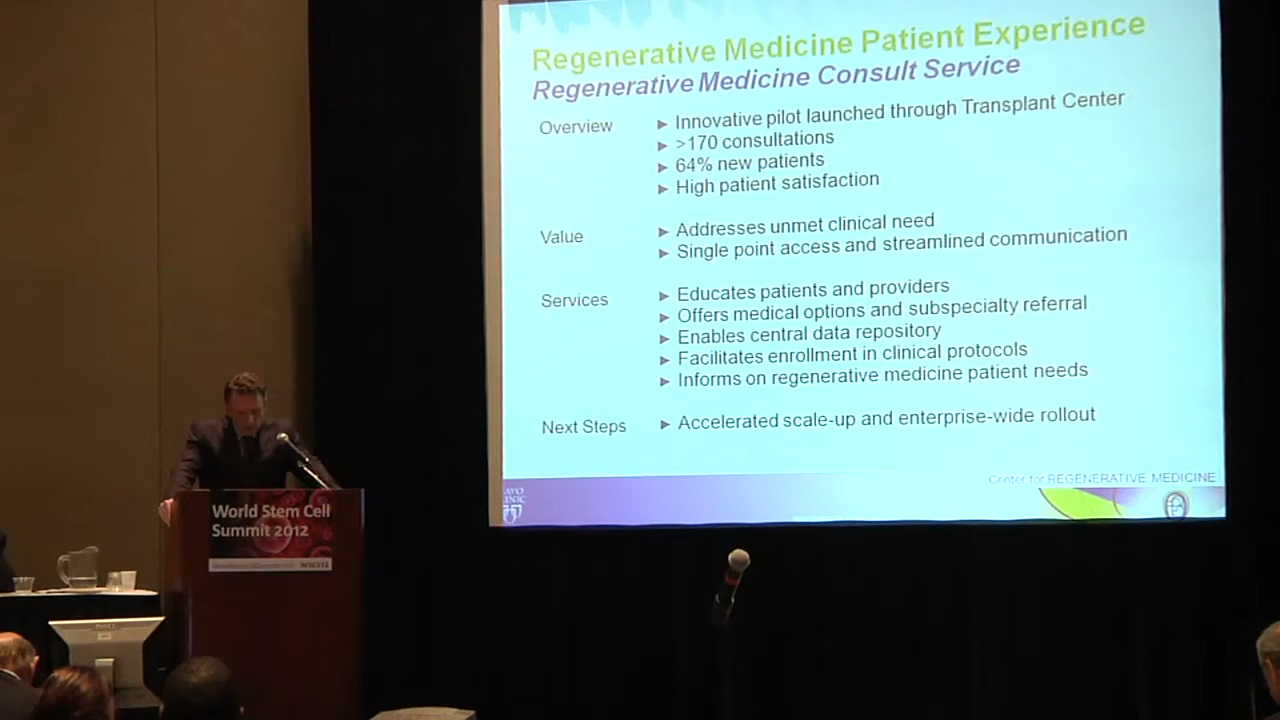 Regenerative Medicine Patient Experience
Regenerative Medicine Consult Service
Overview
► Innovative pilot launched through Transplant Center
► >170 consultations
► 64% new patients
► High patient satisfaction
Value
► Addresses unmet clinical need
► Single point access and streamlined communication
Services
► Educates patients and providers
► Offers medical options and subspecialty referral
► Enables central data repository
► Facilitates enrollment in clinical protocols
► Informs on regenerative medicine patient needs
Next Steps
► Accelerated scale-up and enterprise-wide rollout
Center for REGENERATIVE MEDICINE
World Stem Cell
Summit 2012
WSCS12